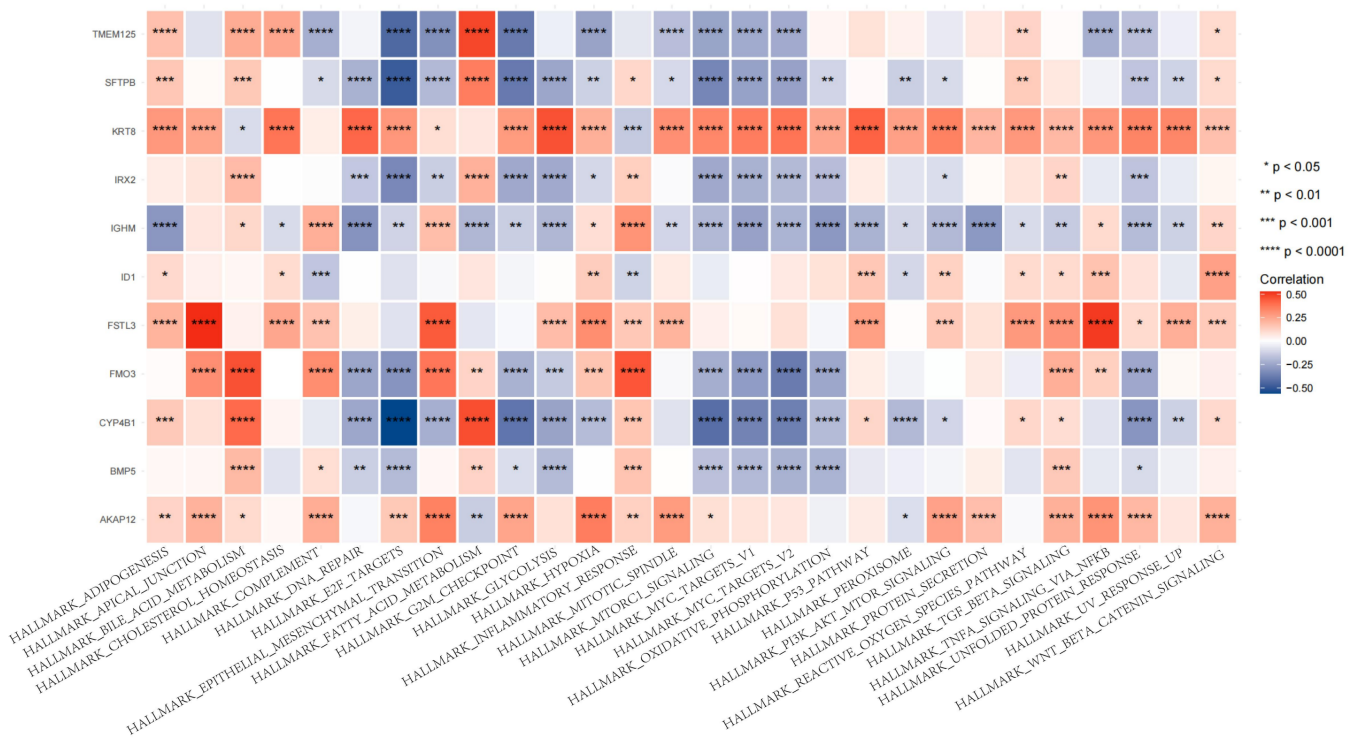 TMEM125 **** **** **** **** **** **** **** **** **** **** **** **** **** ** **** **** *
SFTPB *** *** * **** **** **** **** **** **** ** * * **** **** **** ** ** * ** *** ** *
KRT8 **** **** * **** **** **** * **** **** **** *** **** **** **** **** **** **** **** **** **** **** **** **** **** **** ****
IRX2 **** *** **** ** **** **** **** * ** **** **** **** **** * ** ***
IGHM **** * * **** **** ** **** **** ** **** * **** ** **** **** **** **** **** * **** **** * ** * **** ** **
ID1 * * *** ** ** *** * ** * * *** ****
FSTL3 **** **** **** *** **** **** **** *** **** **** *** **** **** **** * **** ***
FMO3 **** **** **** **** **** **** ** **** *** *** **** **** **** **** **** **** ** ****
CYP4B1 *** **** **** **** **** **** **** **** **** *** **** **** **** **** * **** * * * **** ** *
BMP5 **** * ** **** ** * **** *** **** **** **** **** *** *
AKAP12 ** **** * **** *** **** ** **** **** ** **** * * **** **** **** **** **** ****
* p < 0.05
** p < 0.01
*** p < 0.001
**** p < 0.0001
Correlation
0.50
0.25
0.00
−0.25
−0.50
HALLMARK_ADIPOGENESIS
HALLMARK_APICAL_JUNCTION
HALLMARK_BILE_ACID_METABOLISM
HALLMARK_CHOLESTEROL_HOMEOSTASIS
HALLMARK_COMPLEMENT
HALLMARK_DNA_REPAIR
HALLMARK_E2F_TARGETS
HALLMARK_EPITHELIAL_MESENCHYMAL_TRANSITION
HALLMARK_FATTY_ACID_METABOLISM
HALLMARK_G2M_CHECKPOINT
HALLMARK_GLYCOLYSIS
HALLMARK_HYPOXIA
HALLMARK_INFLAMMATORY_RESPONSE
HALLMARK_MITOTIC_SPINDLE
HALLMARK_MTORC1_SIGNALING
HALLMARK_MYC_TARGETS_V1
HALLMARK_MYC_TARGETS_V2
HALLMARK_OXIDATIVE_PHOSPHORYLATION
HALLMARK_P53_PATHWAY
HALLMARK_PEROXISOME
HALLMARK_PI3K_AKT_MTOR_SIGNALING
HALLMARK_PROTEIN_SECRETION
HALLMARK_REACTIVE_OXYGEN_SPECIES_PATHWAY
HALLMARK_TGF_BETA_SIGNALING
HALLMARK_TNFA_SIGNALING_VIA_NFKB
HALLMARK_UNFOLDED_PROTEIN_RESPONSE
HALLMARK_UV_RESPONSE_UP
HALLMARK_WNT_BETA_CATENIN_SIGNALING